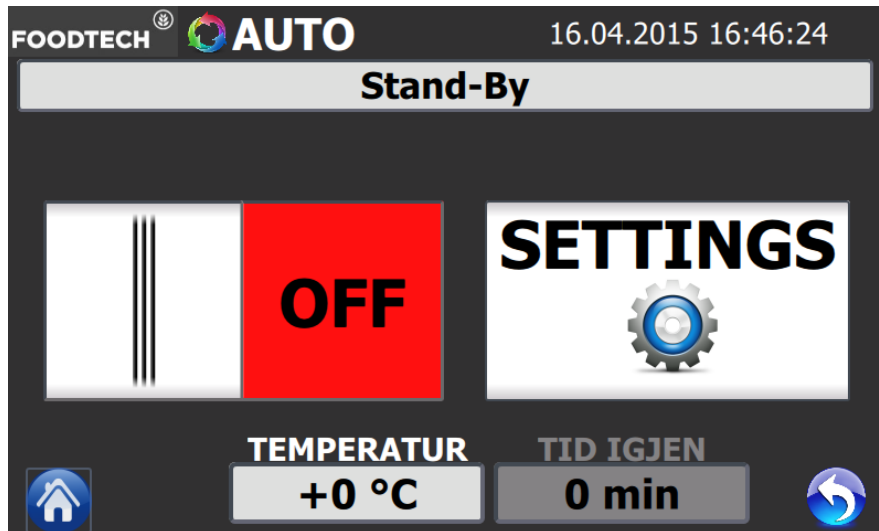 FOODTECH AUTO 16.04.2015 16:46:24
Stand-By
OFF
SETTINGS
TEMPERATUR TID IGJEN
+0 °C 0 min